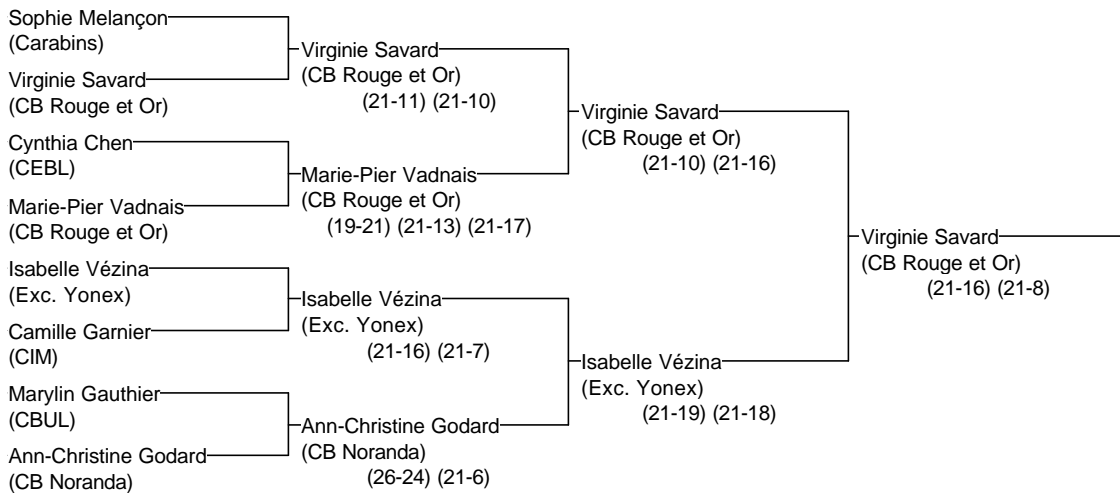 Sophie Melançon
(Carabins)
Virginie Savard
(CB Rouge et Or)
Cynthia Chen
(CEBL)
Marie-Pier Vadnais
(CB Rouge et Or)
Isabelle Vézina
(Exc. Yonex)
Camille Garnier
(CIM)
Marylin Gauthier
(CBUL)
Ann-Christine Godard
(CB Noranda)
Virginie Savard
(CB Rouge et Or)
(21-11) (21-10)
Marie-Pier Vadnais
(CB Rouge et Or)
(19-21) (21-13) (21-17)
Isabelle Vézina
(Exc. Yonex)
(21-16) (21-7)
Ann-Christine Godard
(CB Noranda)
(26-24) (21-6)
Virginie Savard
(CB Rouge et Or)
(21-10) (21-16)
Isabelle Vézina
(Exc. Yonex)
(21-19) (21-18)
Virginie Savard
(CB Rouge et Or)
(21-16) (21-8)